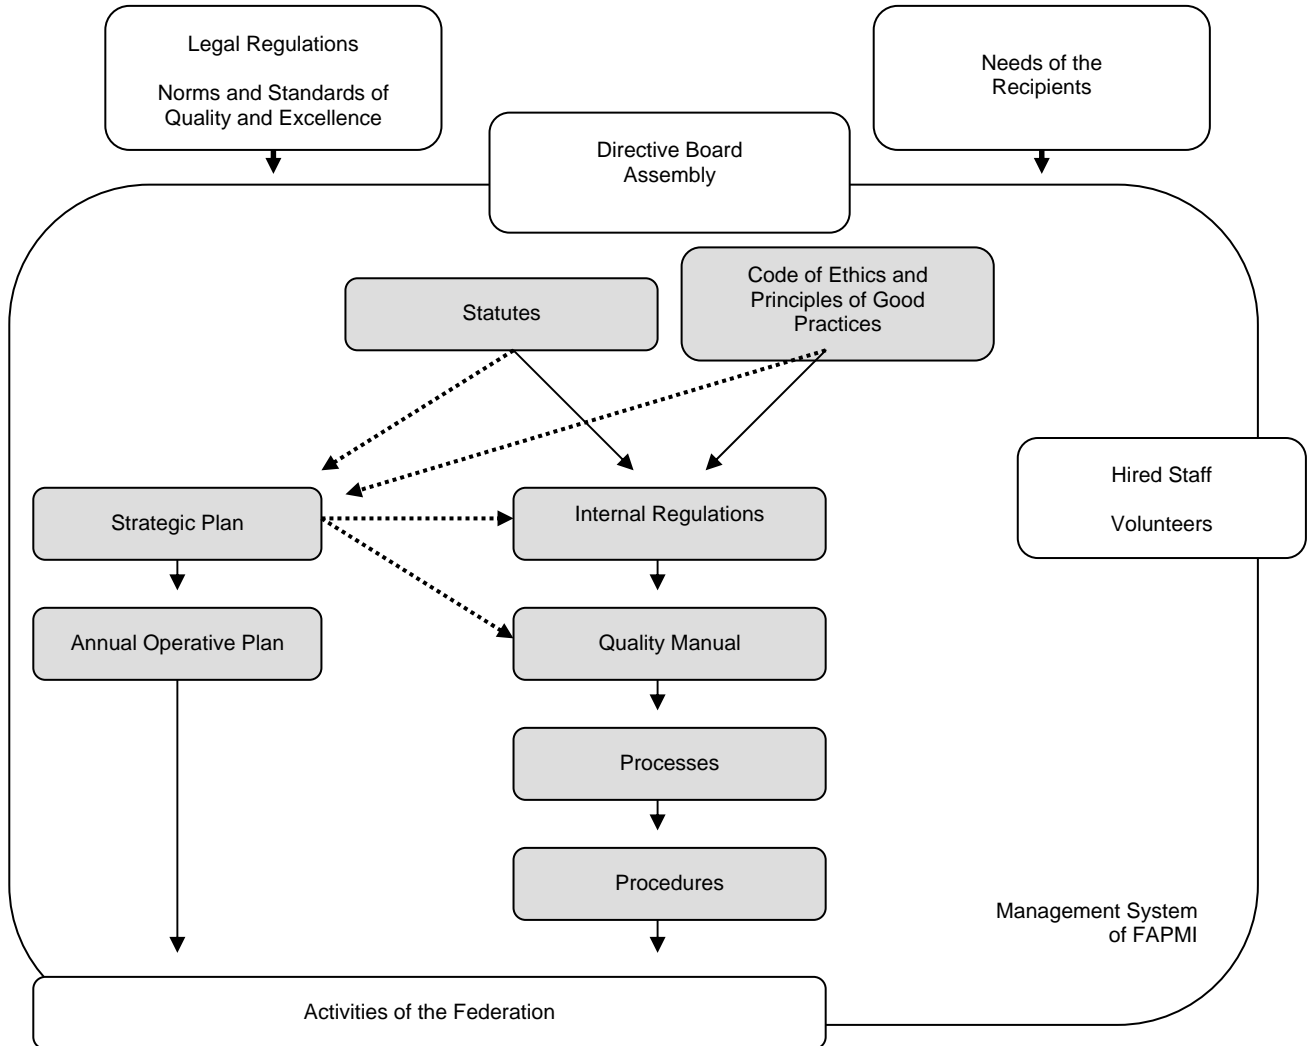 Legal Regulations
Norms and Standards of
Quality and Excellence
Needs of the
Recipients
Directive Board
Assembly
Code of Ethics and
Principles of Good
Practices
Statutes
Hired Staff
Volunteers
Strategic Plan
Internal Regulations
Annual Operative Plan
Quality Manual
Processes
Procedures
Management System
of FAPMI
Activities of the Federation